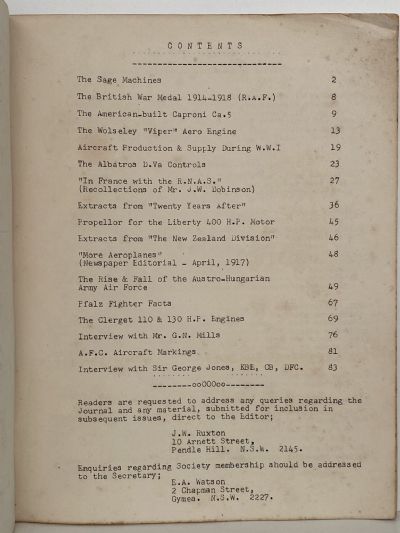 CONTENTS
The Sage Machines 2
The British War Medal 1914-1918 (R.A.F.) 8
The American-built Caproni Ca.5 9
The Wolseley "Viper" Aero Engine 13
Aircraft Production & Supply During W.W.I 19
The Albatros D.Va Controls 23
"In France with the R.N.A.S." 27
(Recollections of Mr. J.W. Dobinson)
Extracts from "Twenty Years After" 36
Propellor for the Liberty 400 H.P. Motor 45
Extracts from "The New Zealand Division" 46
"More Aeroplanes" 48
(Newspaper Editorial - April, 1917)
The Rise & Fall of the Austro-Hungarian
Army Air Force 49
Pfalz Fighter Facts 67
The Clerget 110 & 130 H.P. Engines 69
Interview with Mr. G.N. Mills 76
A.F.C. Aircraft Markings 81
Interview with Sir George Jones, KBE, CB, DFC. 83
--------ooOOOoo--------
Readers are requested to address any queries regarding the
Journal and any material, submitted for inclusion in
subsequent issues, direct to the Editor;
J.W. Ruxton
10 Arnett Street,
Pendle Hill. N.S.W. 2145.
Enquiries regarding Society membership should be addressed
to the Secretary;
E.A. Watson
2 Chapman Street,
Gymea. N.S.W. 2227.